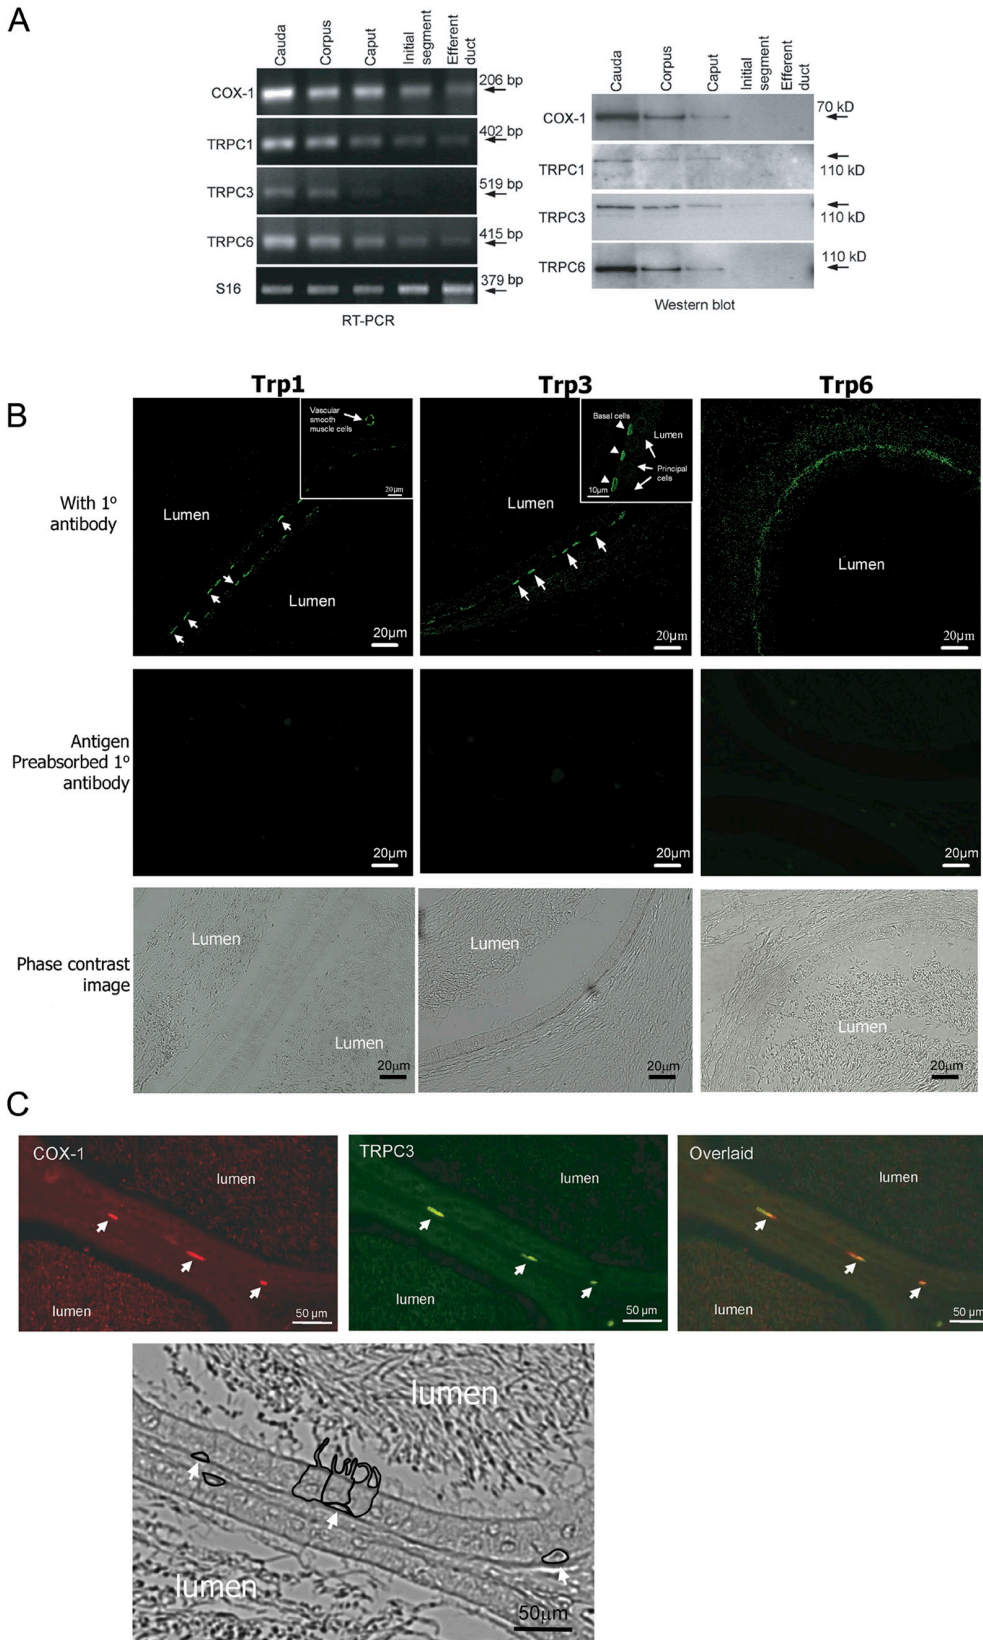 A
Cauda
Corpus
Caput
Initial
segment
Efferent
duct
COX-1
206 bp
TRPC1
402 bp
TRPC3
519 bp
TRPC6
415 bp
S16
379 bp
RT-PCR
Cauda
Corpus
Caput
Initial
segment
Efferent
duct
COX-1
70 kD
TRPC1
110 kD
TRPC3
110 kD
TRPC6
110 kD
Western blot
B
Trp1
Trp3
Trp6
With 1º
antibody
Vascular
smooth
muscle cells
20µm
Lumen
Lumen
20µm
Basal cells
Lumen
Principal
cells
10µm
Lumen
20µm
Lumen
20µm
Antigen
Preabsorbed 1º
antibody
20µm
20µm
20µm
Phase contrast
image
Lumen
Lumen
20µm
Lumen
20µm
Lumen
20µm
C
COX-1
lumen
lumen
50 µm
TRPC3
lumen
lumen
50 µm
Overlaid
lumen
lumen
50 µm
lumen
lumen
50µm